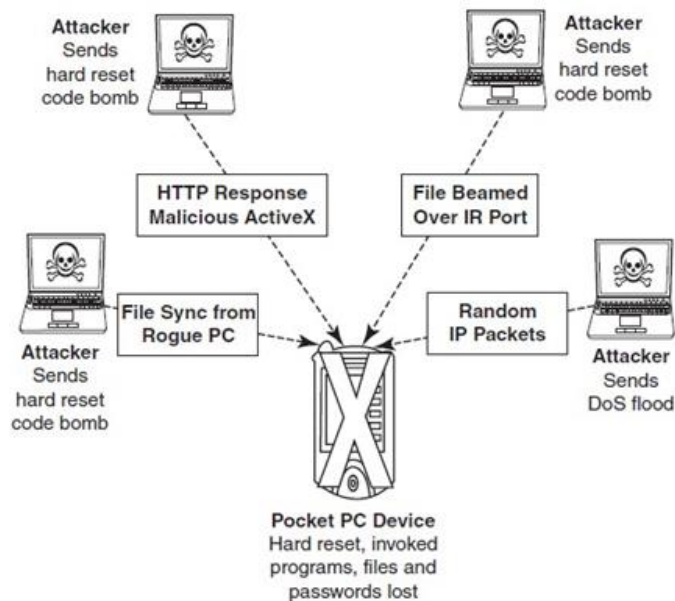 Attacker
Sends
hard reset
code bomb
Attacker
Sends
hard reset
code bomb
HTTP Response
Malicious ActiveX
File Beamed
Over IR Port
File Sync from
Rogue PC
Random
IP Packets
Attacker
Sends
hard reset
code bomb
Attacker
Sends
DoS flood
Pocket PC Device
Hard reset, invoked
programs, files and
passwords lost